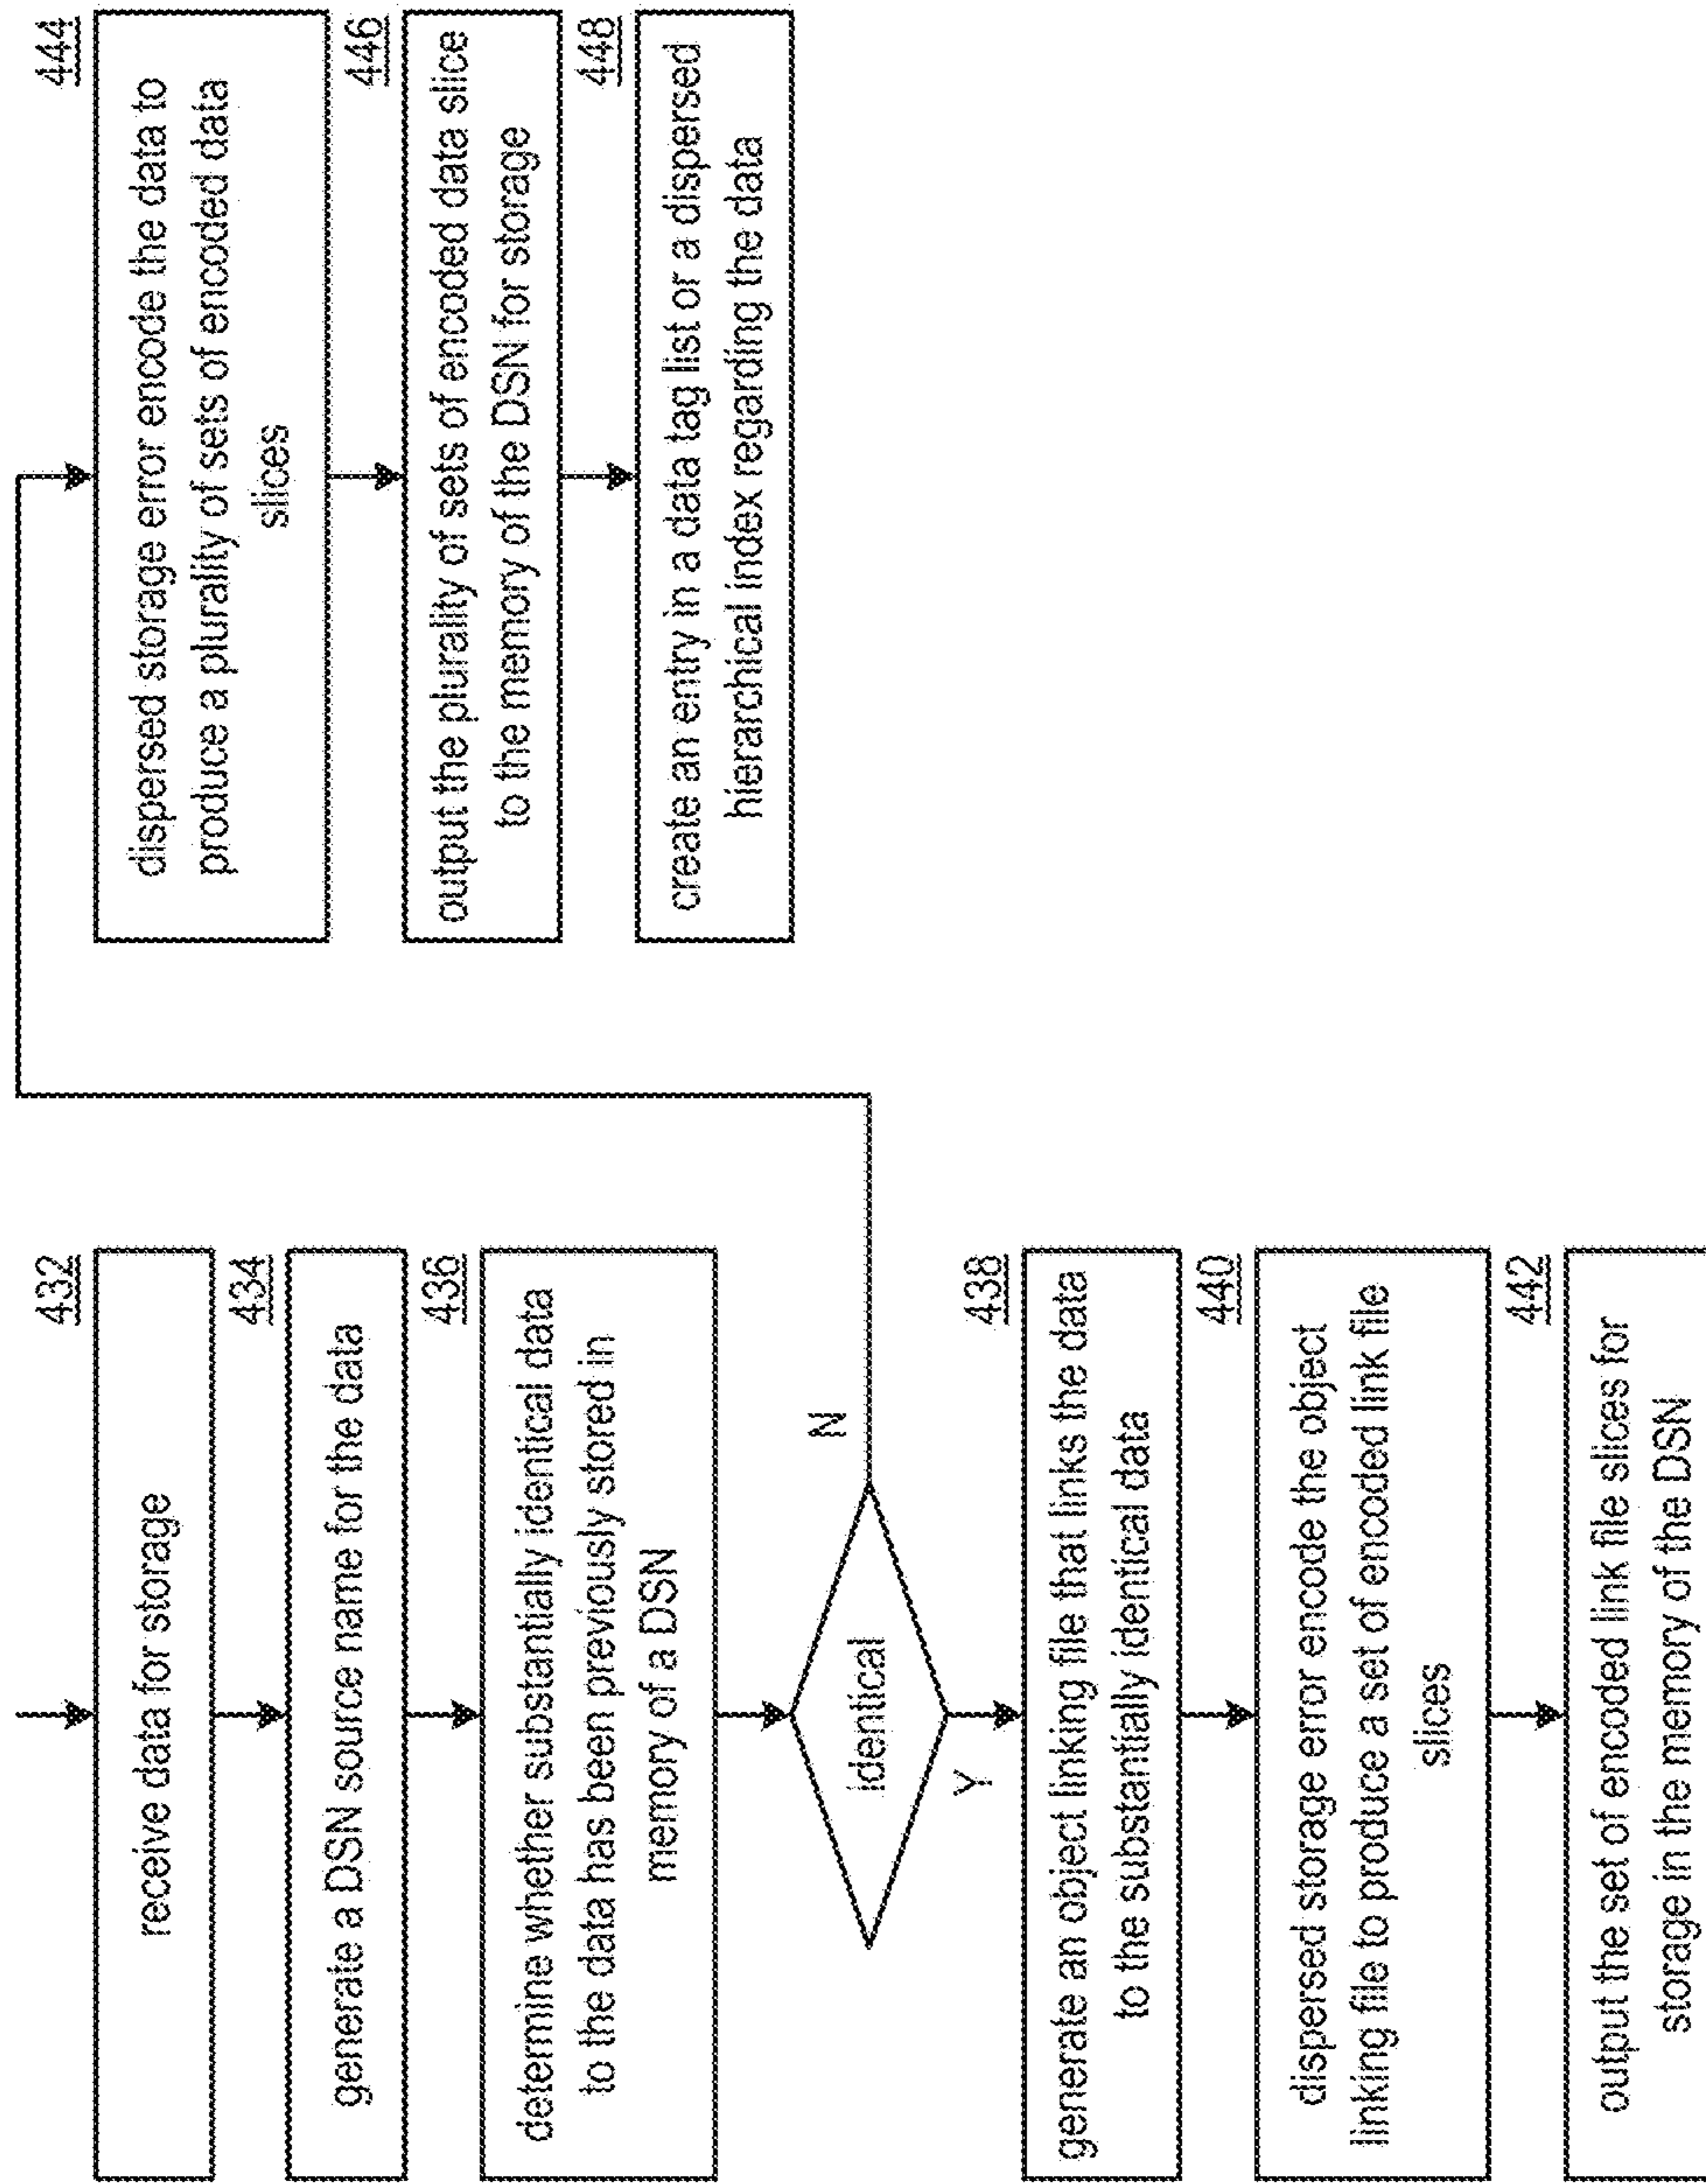 432
receive data for storage
434
generate a DSN source name for the data
436
determine whether substantially identical data
to the data has been previously stored in
memory of a DSN
identical
N
Y
438
generate an object linking file that links the data
to the substantially identical data
440
dispersed storage error encode the object
linking file to produce a set of encoded link file
slices
442
output the set of encoded link file slices for
storage in the memory of the DSN
444
dispersed storage error encode the data to
produce a plurality of sets of encoded data
slices
446
output the plurality of sets of encoded data slice
to the memory of the DSN for storage
448
create an entry in a data tag list or a dispersed
hierarchical index regarding the data